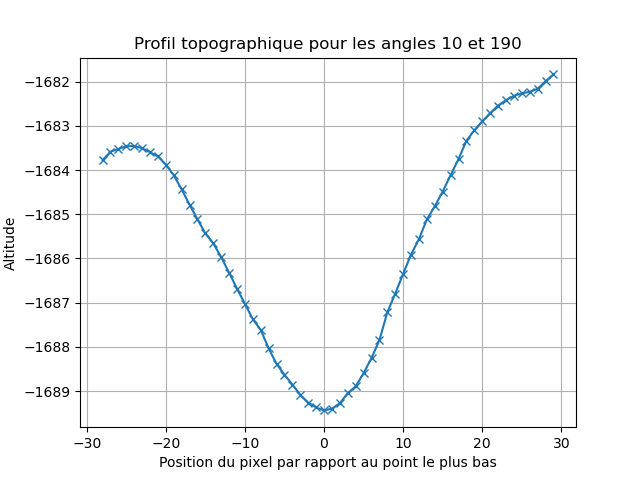 Profil topographique pour les angles 10 et 190
Altitude
−1682
−1683
−1684
−1685
−1686
−1687
−1688
−1689
−30 −20 −10 0 10 20 30
Position du pixel par rapport au point le plus bas